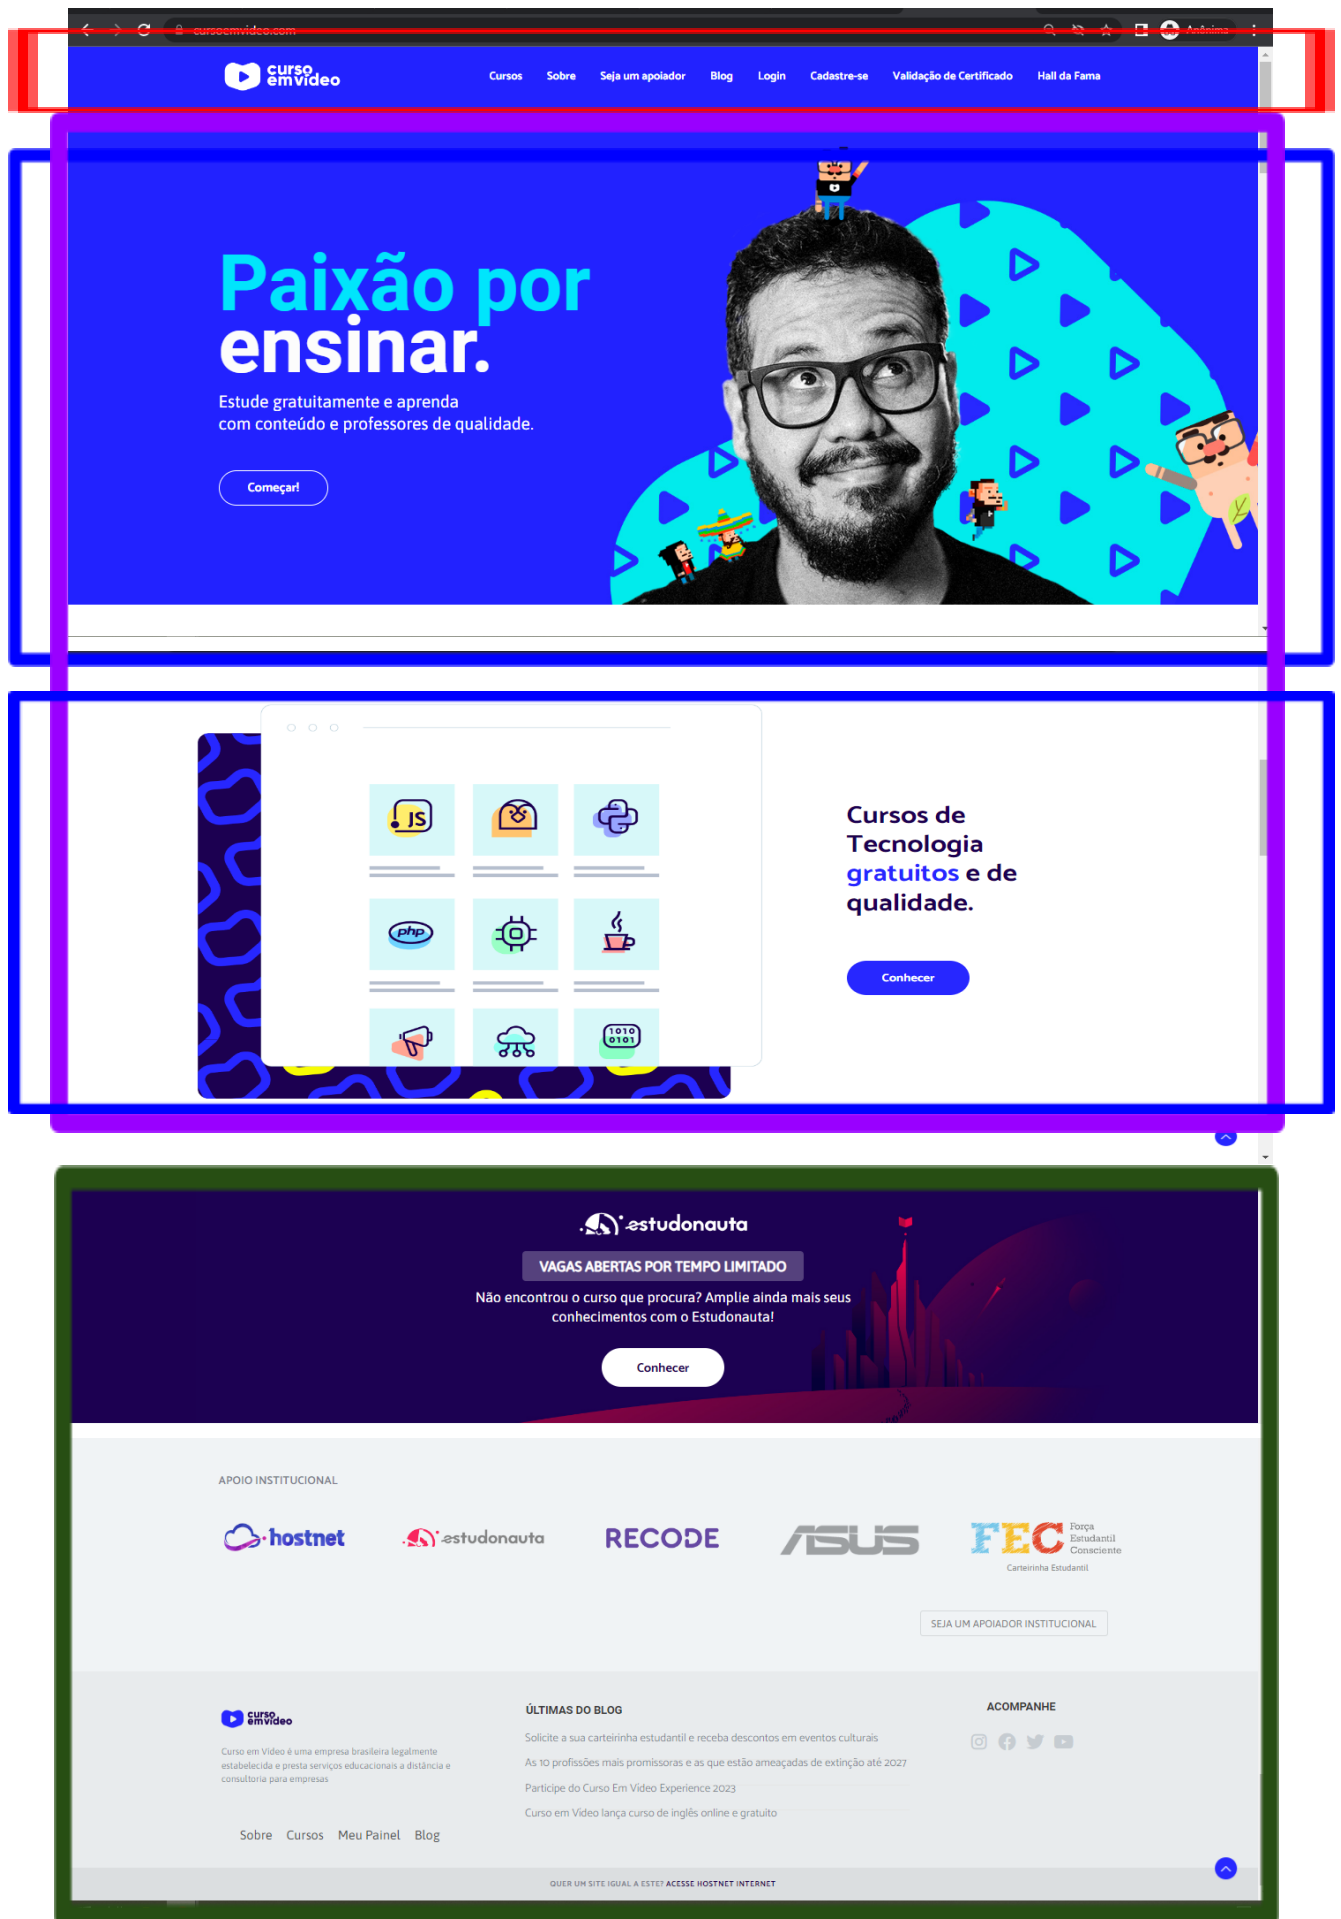 cursoemvideo.com
Anônima
curso
emvídeo
Cursos Sobre Seja um apoiador Blog Login Cadastre-se Validação de Certificado Hall da Fama
Paixão por
ensinar.
Estude gratuitamente e aprenda
com conteúdo e professores de qualidade.
Começar!
JS
php
1010
0101
Cursos de
Tecnologia
gratuitos e de
qualidade.
Conhecer
estudonauta
VAGAS ABERTAS POR TEMPO LIMITADO
Não encontrou o curso que procura? Amplie ainda mais seus
conhecimentos com o Estudonauta!
Conhecer
APOIO INSTITUCIONAL
hostnet
estudonauta
RECODE
ASUS
FEC
Força
Estudantil
Consciente
Carteirinha Estudantil
SEJA UM APOIADOR INSTITUCIONAL
curso
emvídeo
Curso em Vídeo é uma empresa brasileira legalmente
estabelecida e presta serviços educacionais a distância e
consultoria para empresas
Sobre Cursos Meu Painel Blog
ÚLTIMAS DO BLOG
Solicite a sua carteirinha estudantil e receba descontos em eventos culturais
As 10 profissões mais promissoras e as que estão ameaçadas de extinção até 2027
Participe do Curso Em Vídeo Experience 2023
Curso em Vídeo lança curso de inglês online e gratuito
ACOMPANHE
QUER UM SITE IGUAL A ESTE? ACESSE HOSTNET INTERNET